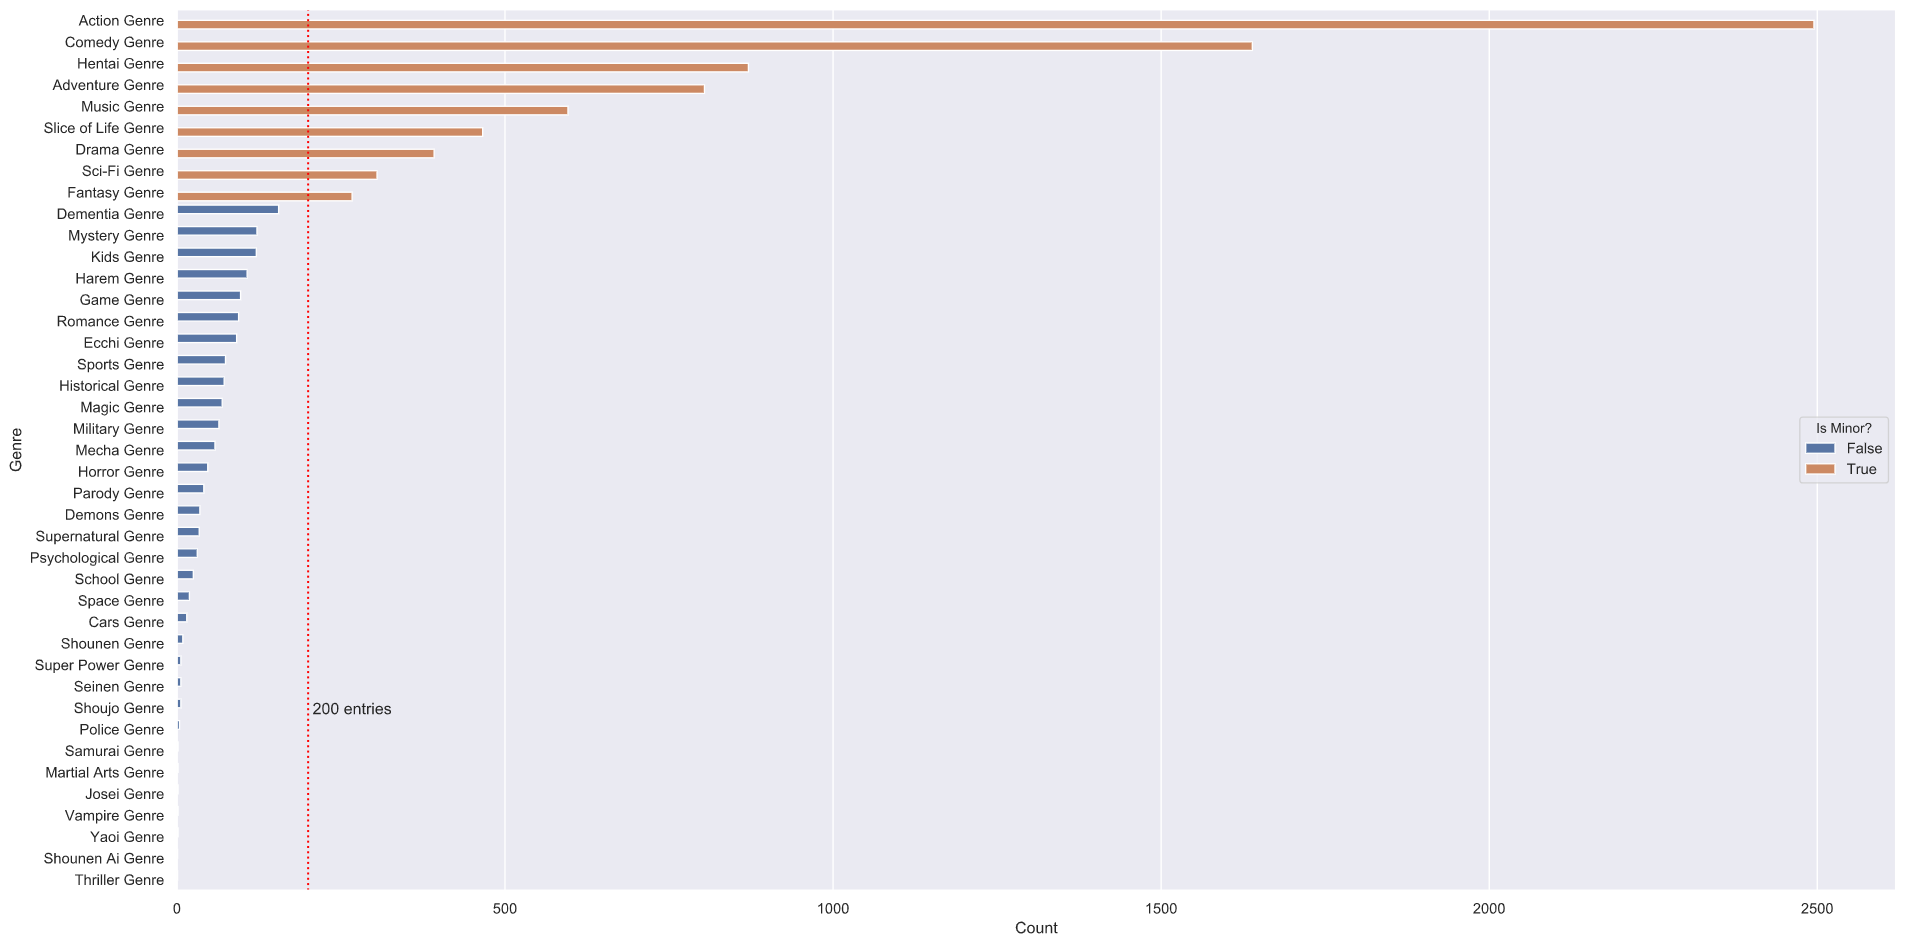 Action Genre
Comedy Genre
Hentai Genre
Adventure Genre
Music Genre
Slice of Life Genre
Drama Genre
Sci-Fi Genre
Fantasy Genre
Dementia Genre
Mystery Genre
Kids Genre
Harem Genre
Game Genre
Romance Genre
Ecchi Genre
Sports Genre
Historical Genre
Magic Genre
Military Genre
Mecha Genre
Horror Genre
Parody Genre
Demons Genre
Supernatural Genre
Psychological Genre
School Genre
Space Genre
Cars Genre
Shounen Genre
Super Power Genre
Seinen Genre
Shoujo Genre
Police Genre
Samurai Genre
Martial Arts Genre
Josei Genre
Vampire Genre
Yaoi Genre
Shounen Ai Genre
Thriller Genre
Genre
200 entries
Is Minor?
False
True
0 500 1000 1500 2000 2500
Count